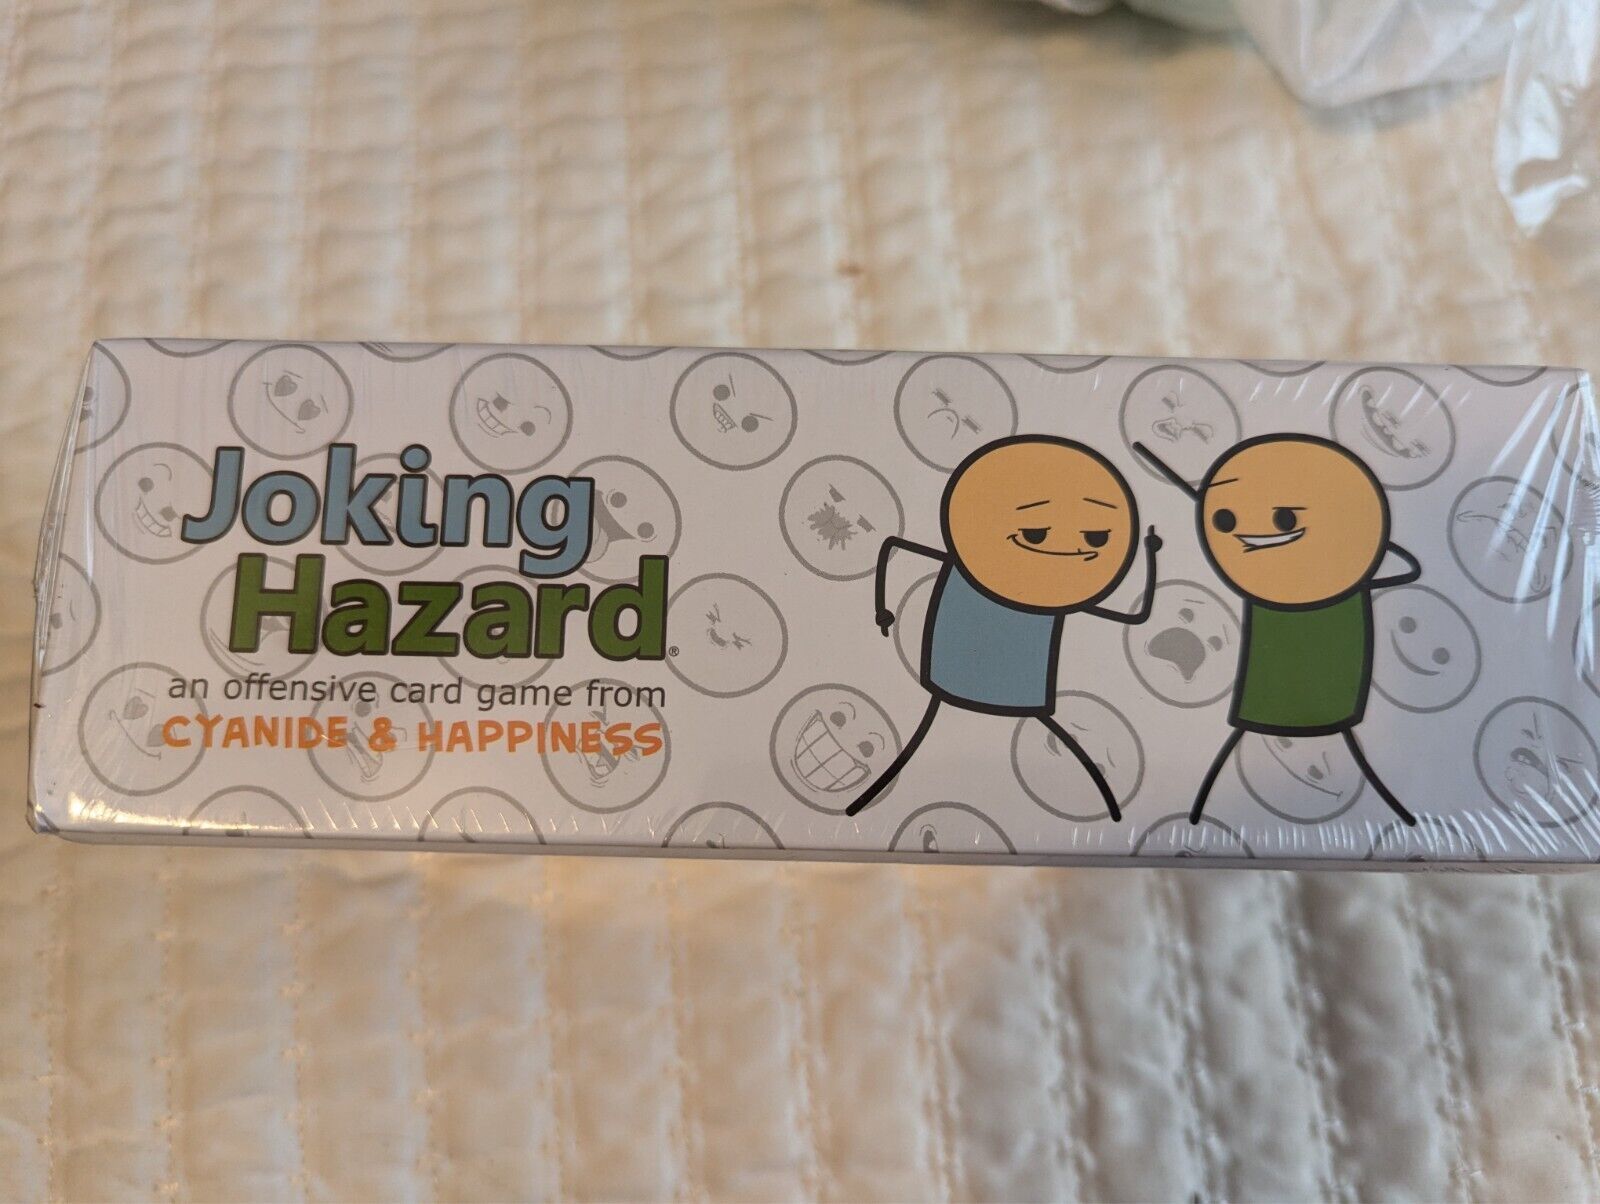 Joking
Hazard®
an offensive card game from
CYANIDE & HAPPINESS